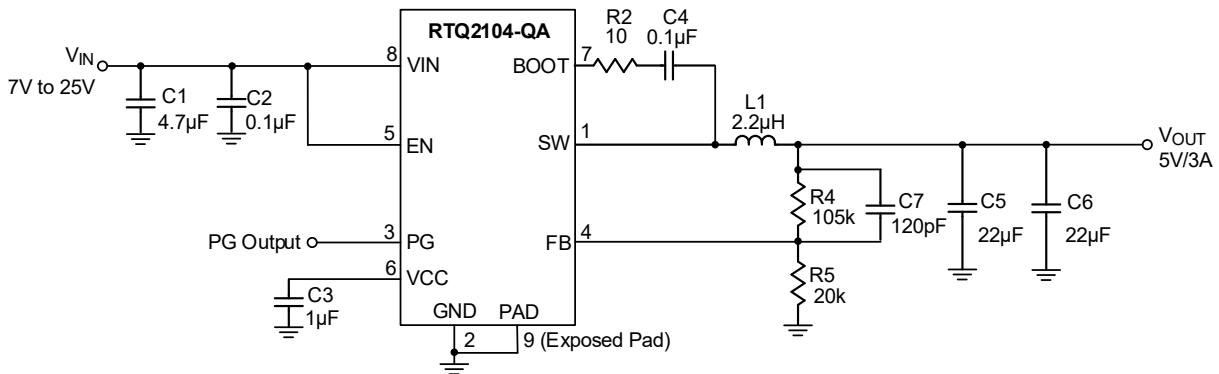 RTQ2104-QA
R2
10
C4
0.1µF
VIN
7V to 25V
8
VIN
BOOT
7
C1
4.7µF
C2
0.1µF
L1
2.2µH
5
EN
SW
1
VOUT
5V/3A
R4
105k
C7
120pF
C5
22µF
C6
22µF
PG Output
3
PG
FB
4
6
VCC
C3
1µF
R5
20k
GND
PAD
2
9 (Exposed Pad)